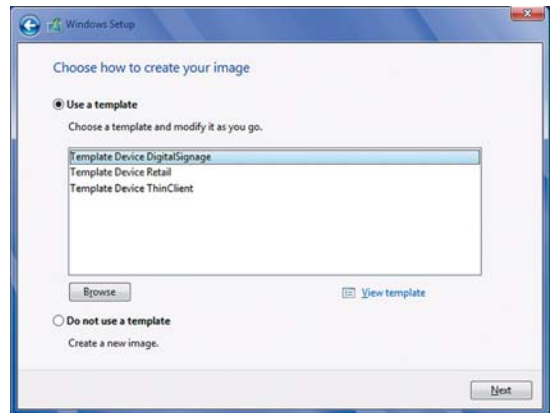 Windows Setup
Choose how to create your image
Use a template
Choose a template and modify it as you go.
Template Device DigitalSignage
Template Device Retail
Template Device ThinClient
Browse
View template
Do not use a template
Create a new image.
Next